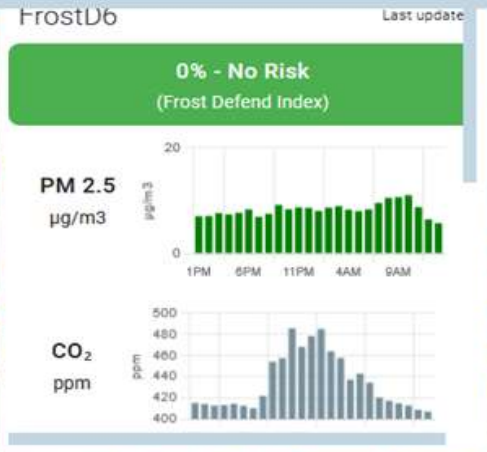 FrostD6
Last update
0% - No Risk
(Frost Defend Index)
PM 2.5
µg/m3
µg/m3
20
0
1PM 6PM 11PM 4AM 9AM
CO₂
ppm
ppm
500
480
460
440
420
400